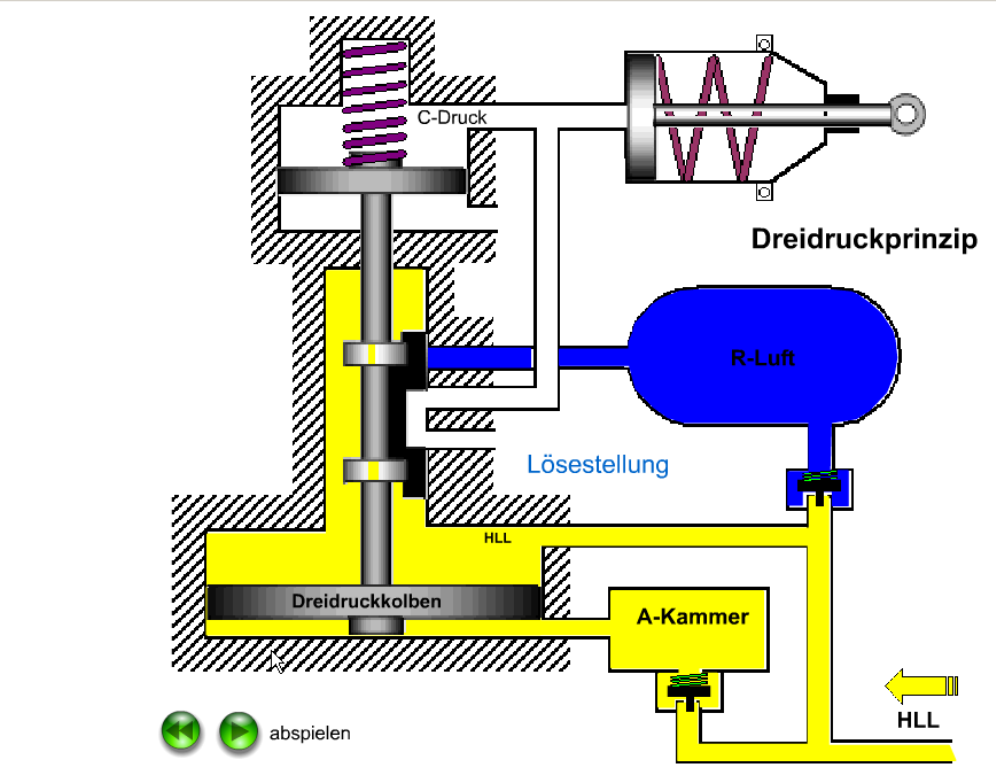 C-Druck
Dreidruckprinzip
R-Luft
Lösestellung
HLL
Dreidruckkolben
A-Kammer
HLL
abspielen